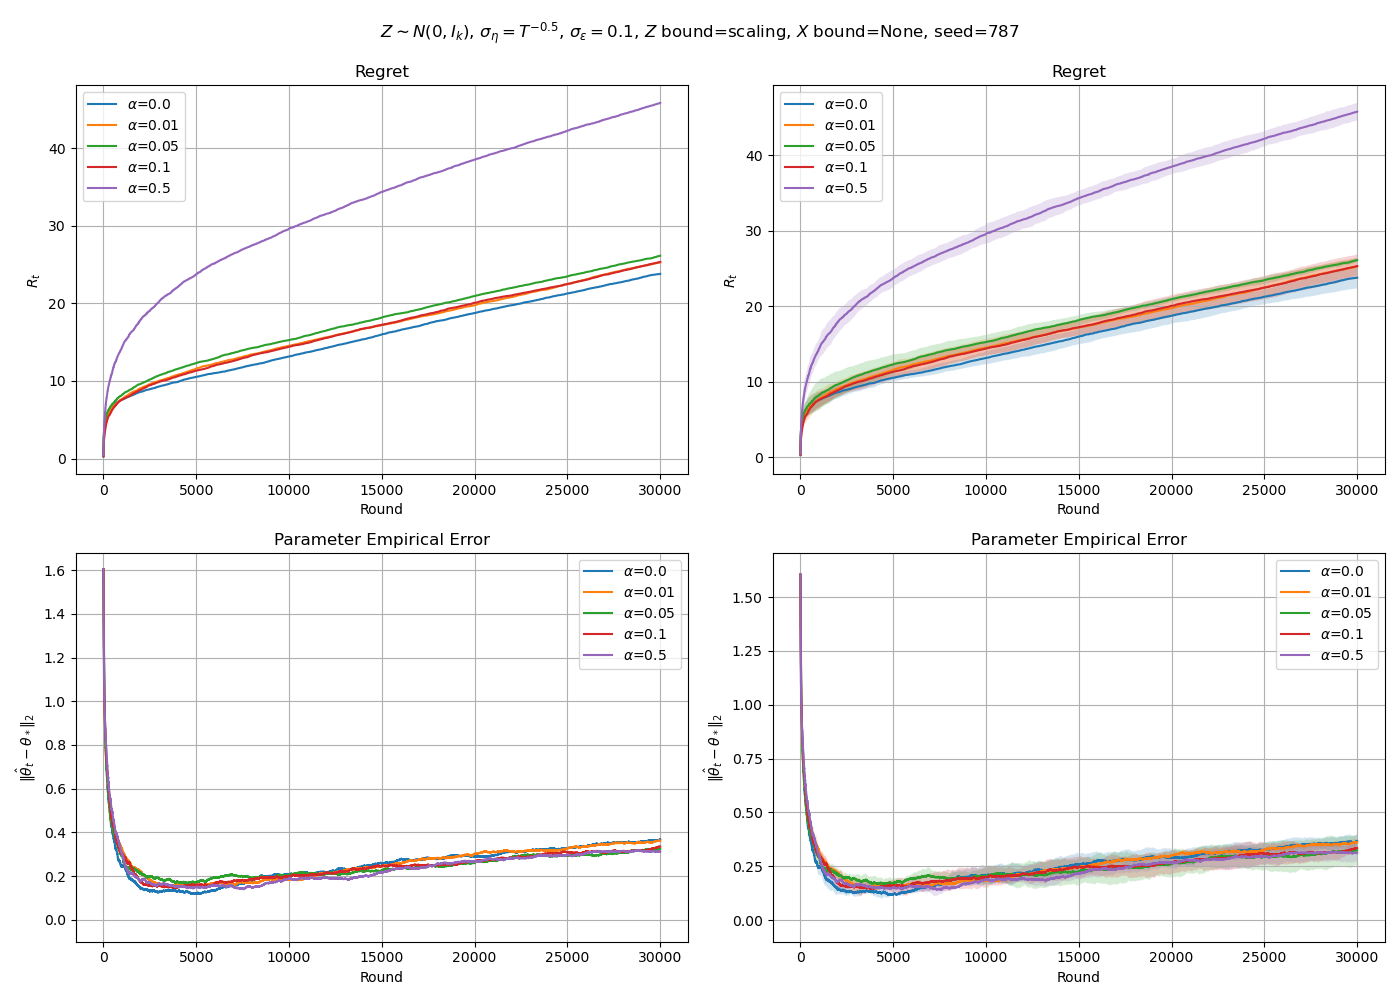 Z ∼ N(0, I_k), σ_η = T^{−0.5}, σ_ε = 0.1, Z bound=scaling, X bound=None, seed=787
Regret
R_t
40
30
20
10
0
α=0.0
α=0.01
α=0.05
α=0.1
α=0.5
0 5000 10000 15000 20000 25000 30000
Round
Regret
R_t
40
30
20
10
0
α=0.0
α=0.01
α=0.05
α=0.1
α=0.5
0 5000 10000 15000 20000 25000 30000
Round
Parameter Empirical Error
‖θ̂_t − θ_*‖_2
1.6
1.4
1.2
1.0
0.8
0.6
0.4
0.2
0.0
α=0.0
α=0.01
α=0.05
α=0.1
α=0.5
0 5000 10000 15000 20000 25000 30000
Round
Parameter Empirical Error
‖θ̂_t − θ_*‖_2
1.50
1.25
1.00
0.75
0.50
0.25
0.00
α=0.0
α=0.01
α=0.05
α=0.1
α=0.5
0 5000 10000 15000 20000 25000 30000
Round